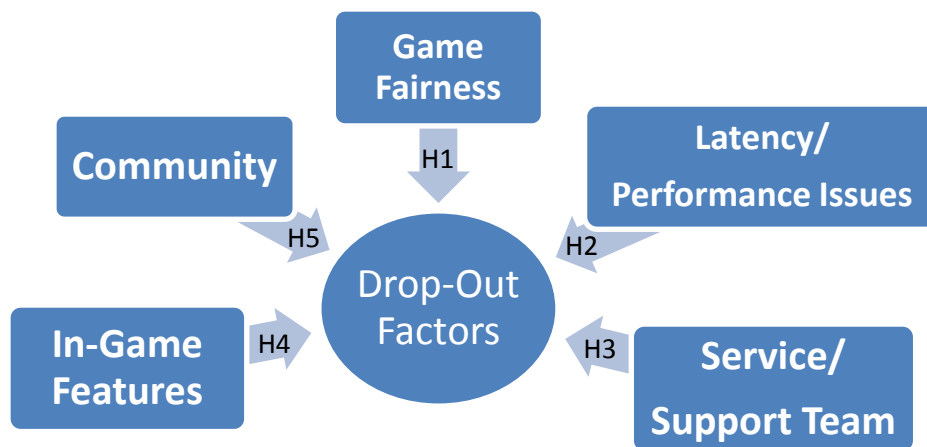 Game
Fairness
H1
Latency/
Performance Issues
H2
Community
H5
Drop-Out
Factors
In-Game
Features
H4
H3
Service/
Support Team